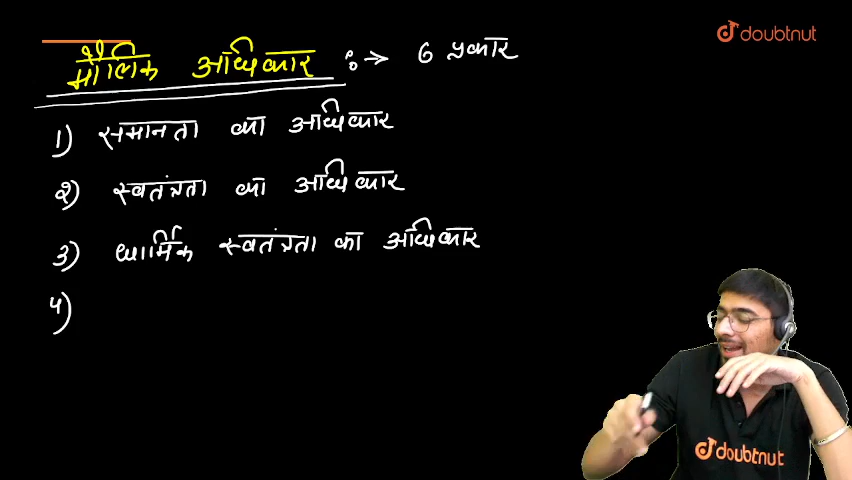 doubtnut
मौलिक अधिकार :→ 6 प्रकार
1) समानता का अधिकार
2) स्वतंत्रता का अधिकार
3) धार्मिक स्वतंत्रता का अधिकार
4)
doubtnut